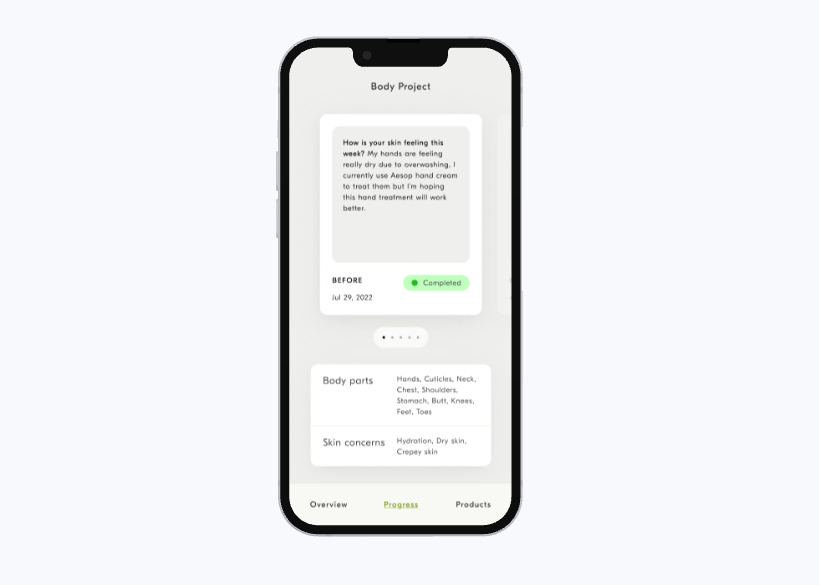 Body Project
How is your skin feeling this
week? My hands are feeling
really dry due to overwashing, I
currently use Aesop hand cream
to treat them but I'm hoping
this hand treatment will work
better.
BEFORE
Completed
Jul 29, 2022
Body parts
Hands, Cuticles, Neck,
Chest, Shoulders,
Stomach, Butt, Knees,
Feet, Toes
Skin concerns
Hydration, Dry skin,
Crepey skin
Overview
Progress
Products